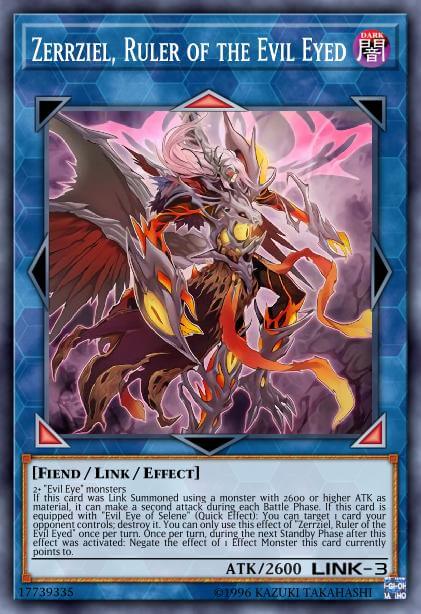 ZERRZIEL, RULER OF THE EVIL EYED
DARK
闇
[FIEND / LINK / EFFECT]
2+ "Evil Eye" monsters
If this card was Link Summoned using a monster with 2600 or higher ATK as
material, it can make a second attack during each Battle Phase. If this card is
equipped with "Evil Eye of Selene" (Quick Effect): You can target 1 card your
opponent controls; destroy it. You can only use this effect of "Zerrziel, Ruler of the
Evil Eyed" once per turn. Once per turn, during the next Standby Phase after this
effect was activated: Negate the effect of 1 Effect Monster this card currently
points to.
ATK/2600 LINK-3
17739335
©1996 KAZUKI TAKAHASHI